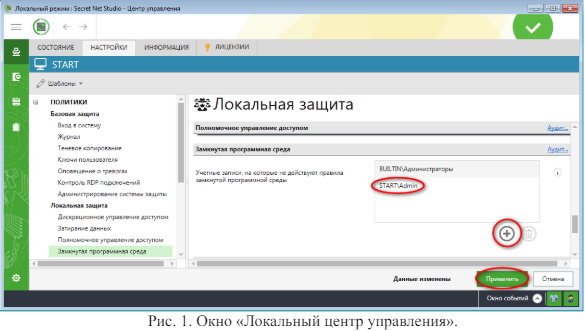 Локальный режим | Secret Net Studio - Центр управления
СОСТОЯНИЕ НАСТРОЙКИ ИНФОРМАЦИЯ ЛИЦЕНЗИИ
START
Шаблоны
ПОЛИТИКИ
Базовая защита
Вход в систему
Журнал
Теневое копирование
Ключи пользователя
Оповещение о тревогах
Контроль RDP подключений
Администрирование системы защиты
Локальная защита
Дискреционное управление доступом
Затирание данных
Полномочное управление доступом
Замкнутая программная среда
Локальная защита
Полномочное управление доступом Аудит...
Замкнутая программная среда Аудит...
Учетные записи, на которые не действуют правила
замкнутой программной среды
BUILTIN\Администраторы
START\Admin
Данные изменены Применить Отмена
Окно событий
Рис. 1. Окно «Локальный центр управления».